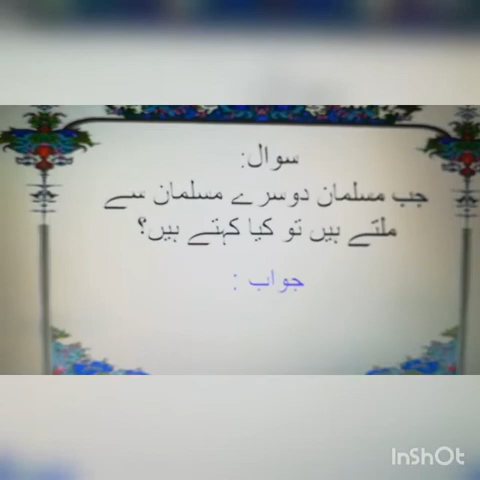 سوال:
جب مسلمان دوسرے مسلمان سے
ملتے ہیں تو کیا کہتے ہیں؟
جواب :
InShOt